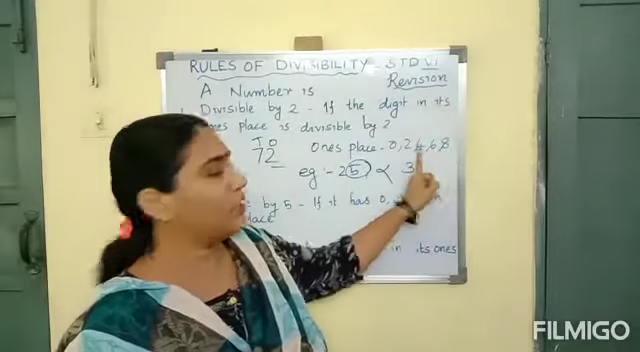 RULES OF DIVISIBILITY - STD VI
Revision
A Number is
Divisible by 2 - If the digit in its
place is divisible by 2
T O
72 Ones place - 0, 2, 4, 6, 8
eg :- 25
by 5 - If it has 0,
place
in its ones
FILMIGO